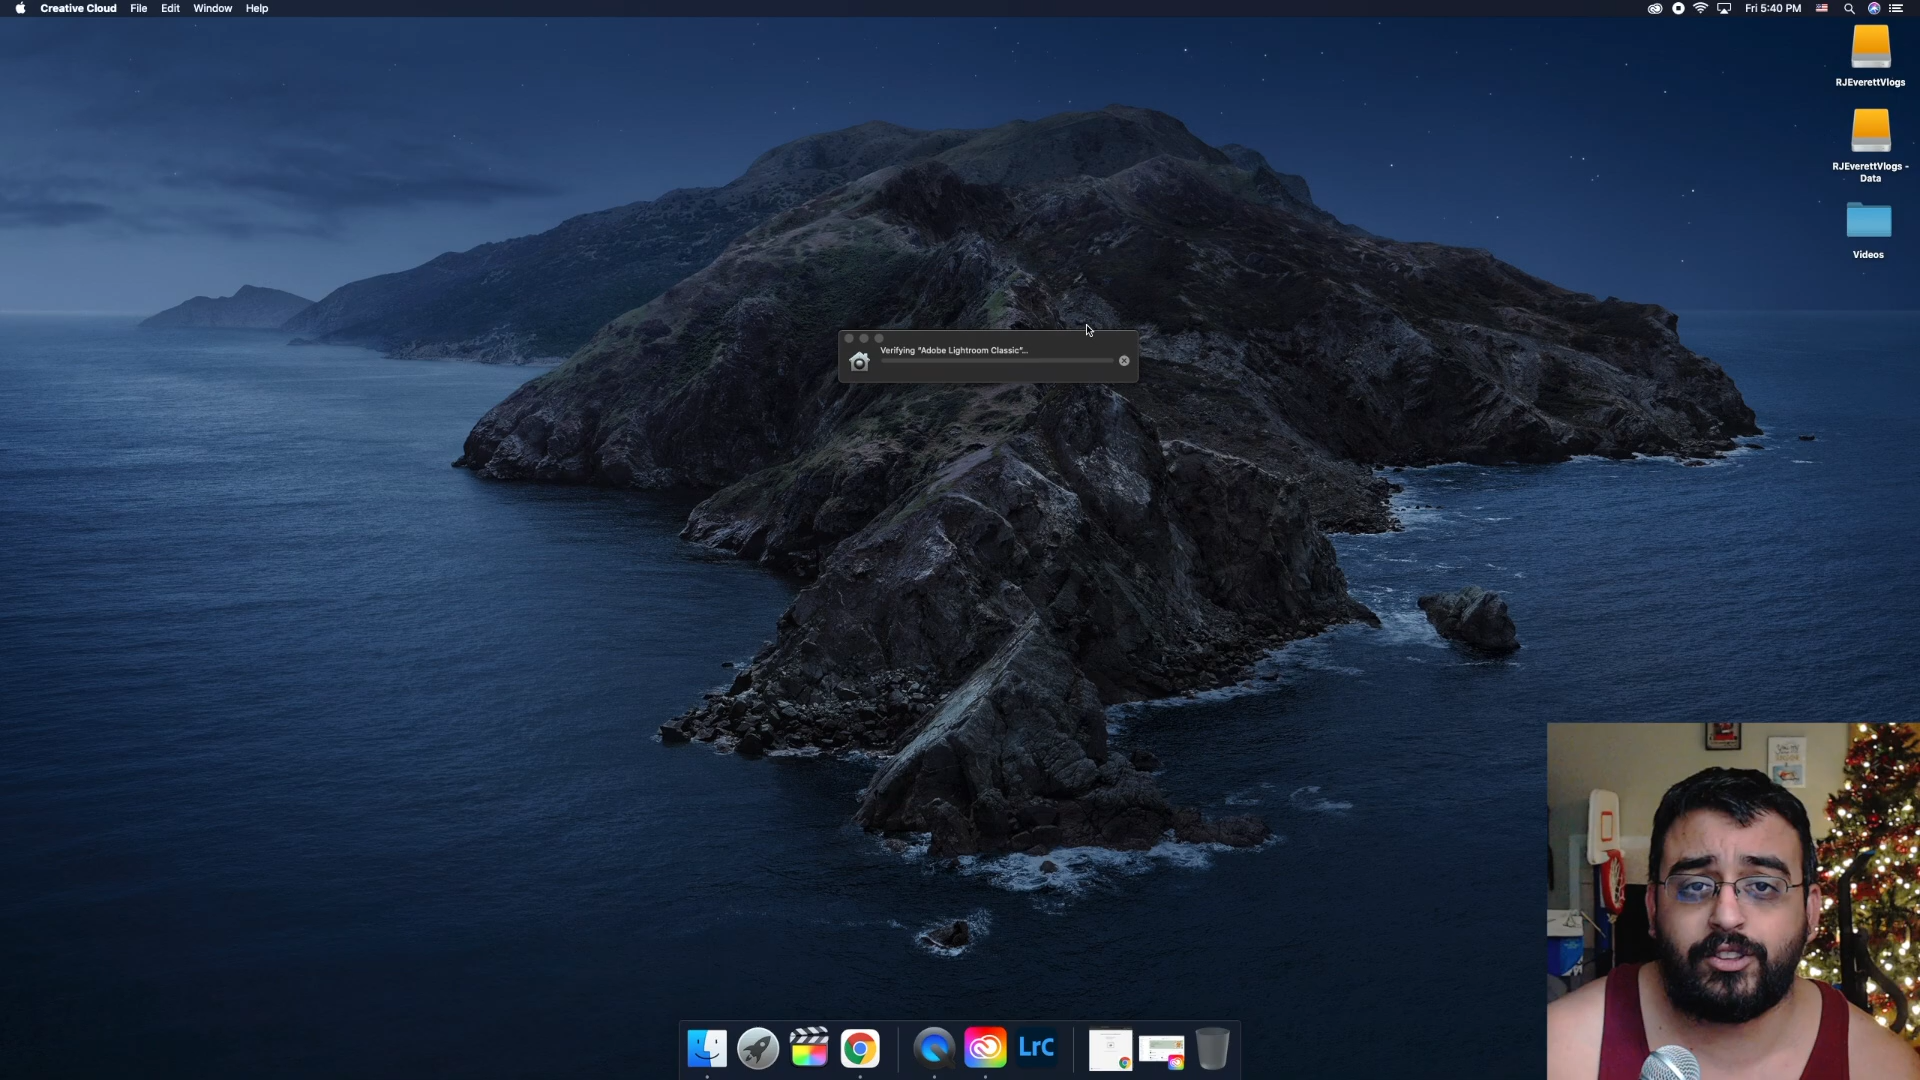 Creative Cloud File Edit Window Help
Fri 5:40 PM
RJEverettVlogs
RJEverettVlogs -
Data
Videos
Verifying "Adobe Lightroom Classic"...
LrC